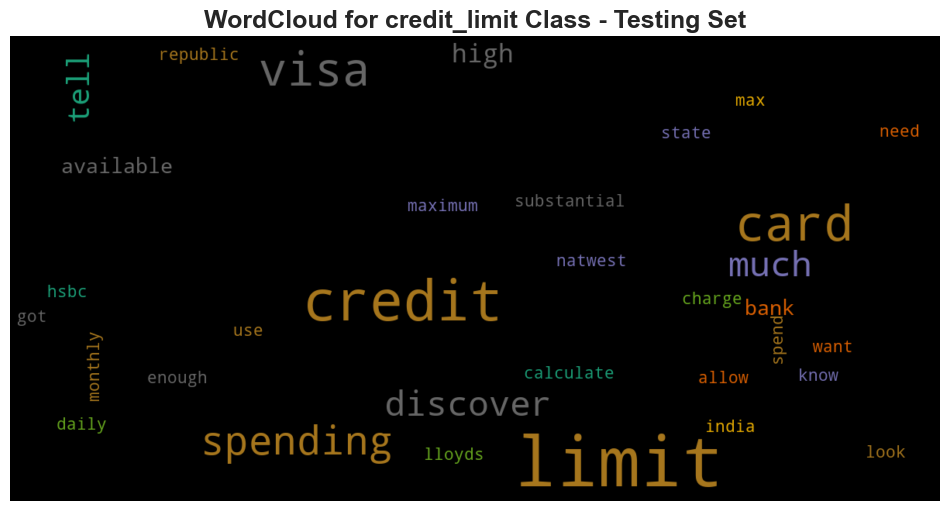 WordCloud for credit_limit Class - Testing Set
republic
visa
high
tell
max
state
need
available
maximum
substantial
card
natwest
much
hsbc
credit
charge
got
bank
use
spend
monthly
want
enough
calculate
allow
know
discover
daily
spending
lloyds
limit
india
look